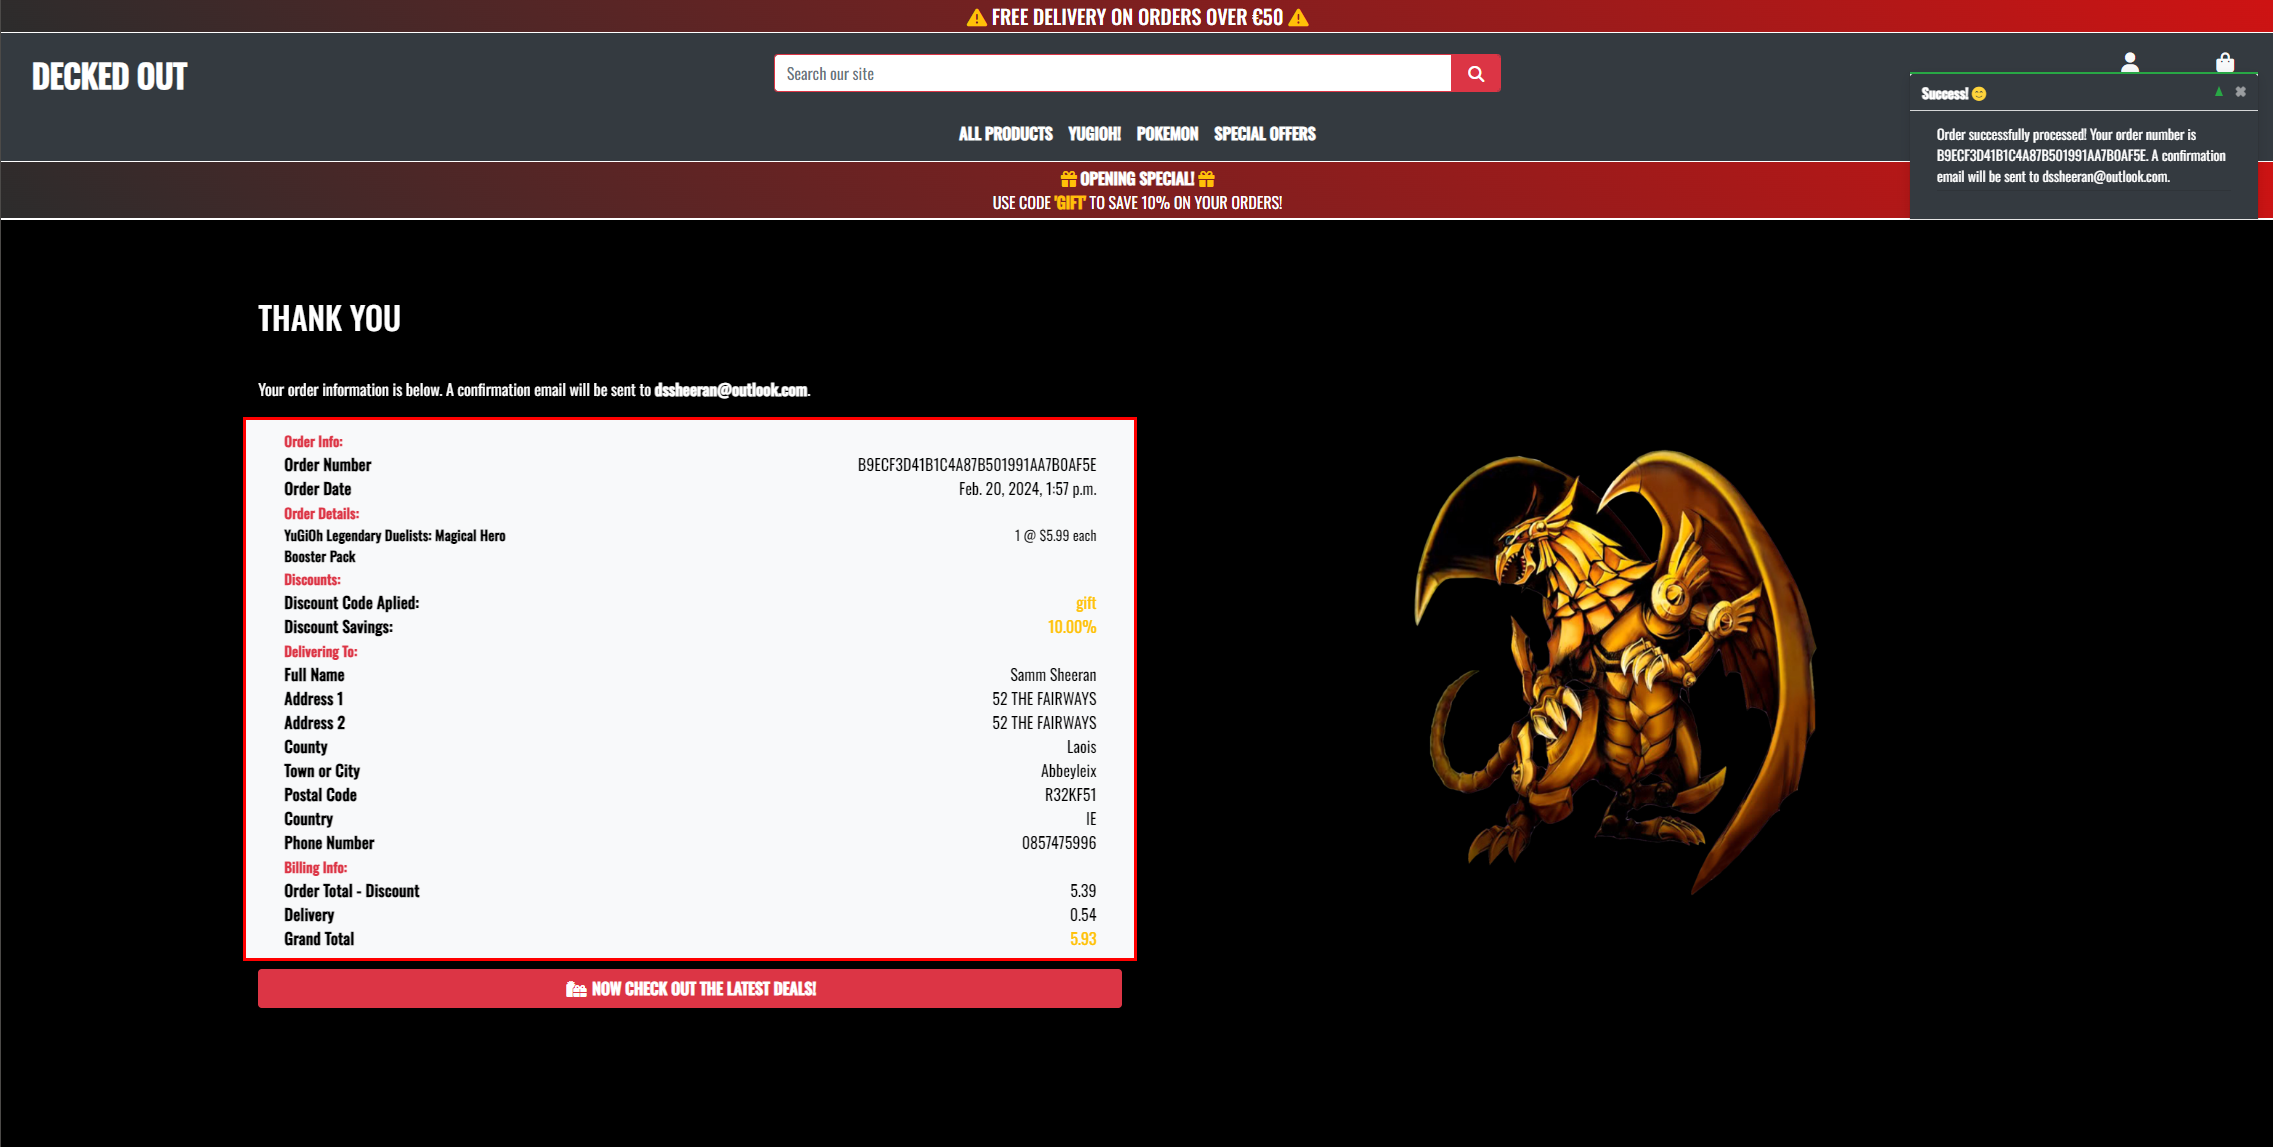 FREE DELIVERY ON ORDERS OVER €50
DECKED OUT
Search our site
ALL PRODUCTS YUGIOH! POKEMON SPECIAL OFFERS
OPENING SPECIAL!
USE CODE 'GIFT' TO SAVE 10% ON YOUR ORDERS!
Success!
Order successfully processed! Your order number is
B9ECF3D41B1C4A87B501991AA7B0AF5E. A confirmation
email will be sent to dssheeran@outlook.com.
THANK YOU
Your order information is below. A confirmation email will be sent to dssheeran@outlook.com.
Order Info:
Order Number B9ECF3D41B1C4A87B501991AA7B0AF5E
Order Date Feb. 20, 2024, 1:57 p.m.
Order Details:
YuGiOh Legendary Duelists: Magical Hero 1 @ $5.99 each
Booster Pack
Discounts:
Discount Code Aplied: gift
Discount Savings: 10.00%
Delivering To:
Full Name Samm Sheeran
Address 1 52 THE FAIRWAYS
Address 2 52 THE FAIRWAYS
County Laois
Town or City Abbeyleix
Postal Code R32KF51
Country IE
Phone Number 0857475996
Billing Info:
Order Total - Discount 5.39
Delivery 0.54
Grand Total 5.93
NOW CHECK OUT THE LATEST DEALS!